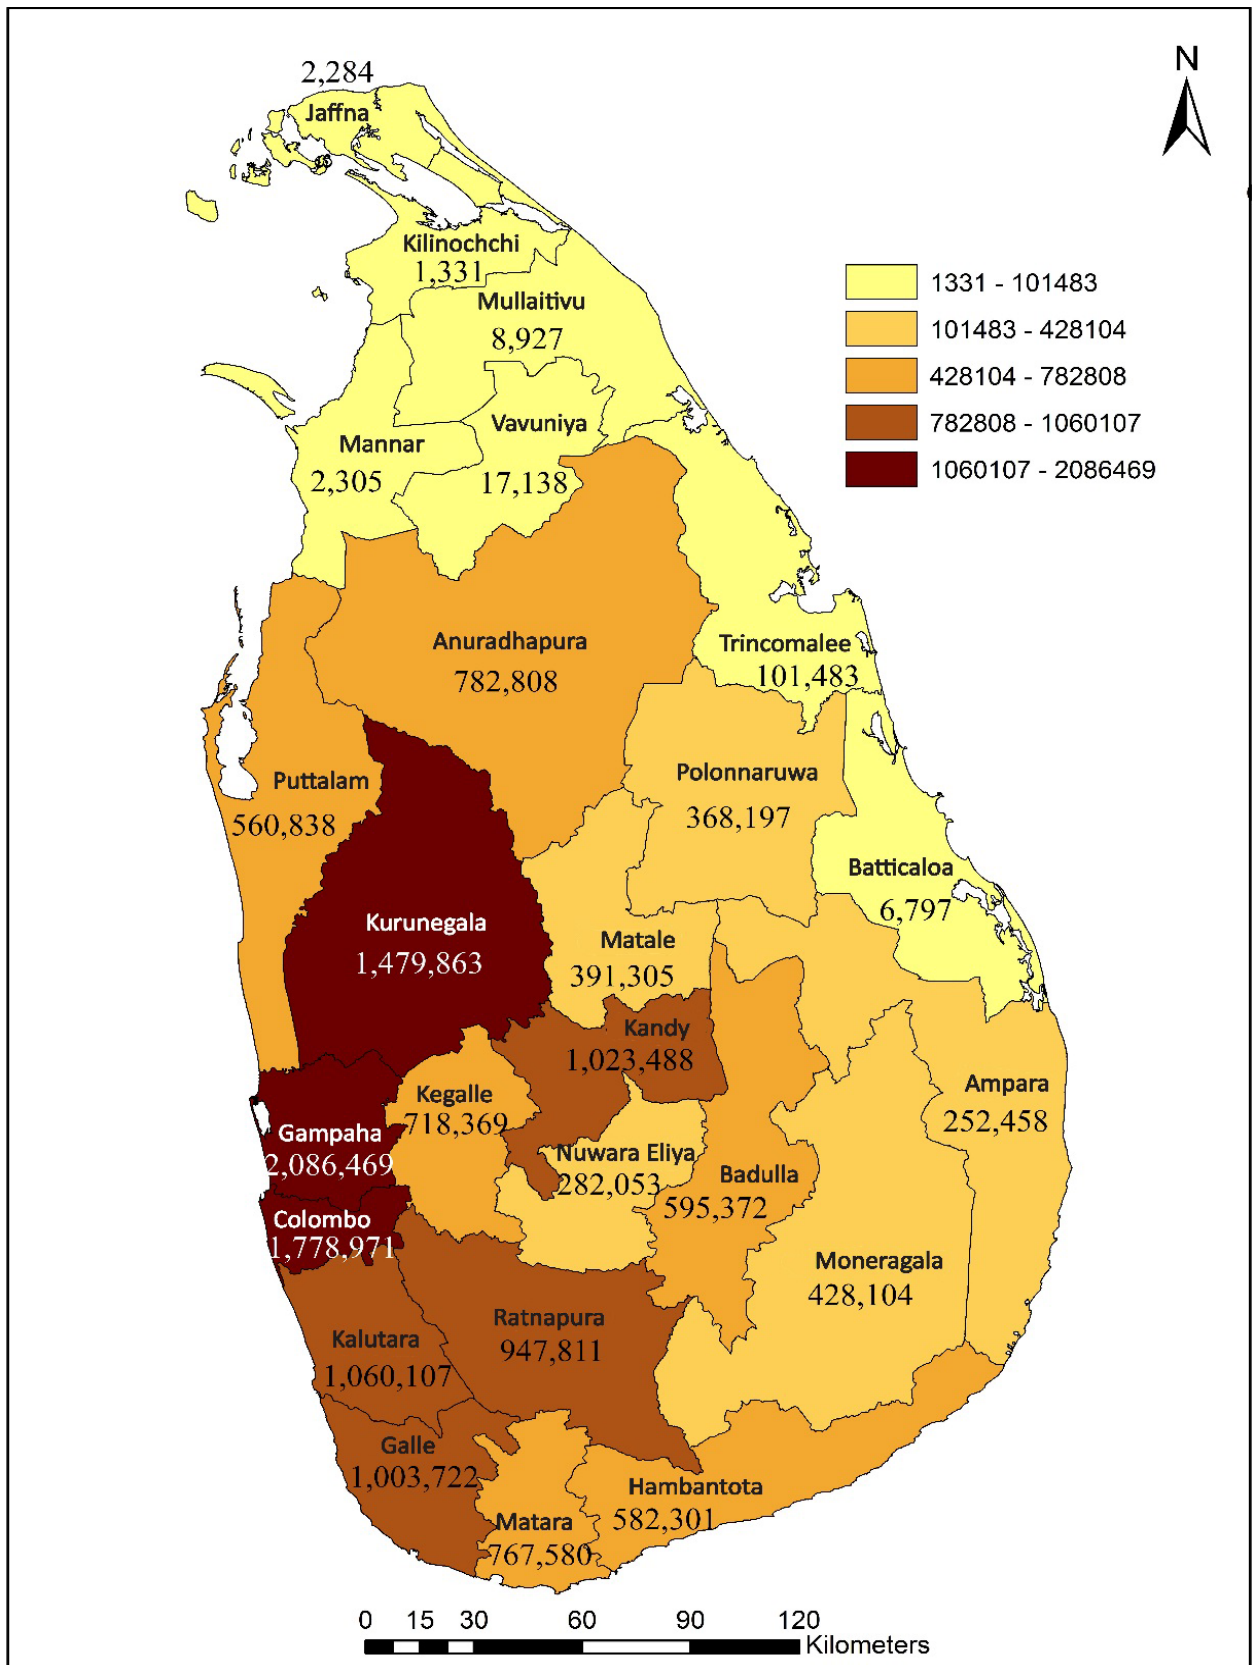 2,284
Jaffna
N
Kilinochchi
1,331
1331 - 101483
101483 - 428104
428104 - 782808
782808 - 1060107
1060107 - 2086469
Mullaitivu
8,927
Vavuniya
17,138
Mannar
2,305
Anuradhapura
782,808
Trincomalee
101,483
Puttalam
560,838
Polonnaruwa
368,197
Batticaloa
6,797
Kurunegala
1,479,863
Matale
391,305
Kandy
1,023,488
Ampara
252,458
Kegalle
718,369
Gampaha
2,086,469
Nuwara Eliya
282,053
Badulla
595,372
Colombo
1,778,971
Moneragala
428,104
Ratnapura
947,811
Kalutara
1,060,107
Galle
1,003,722
Hambantota
582,301
Matara
767,580
0 15 30 60 90 120
Kilometers